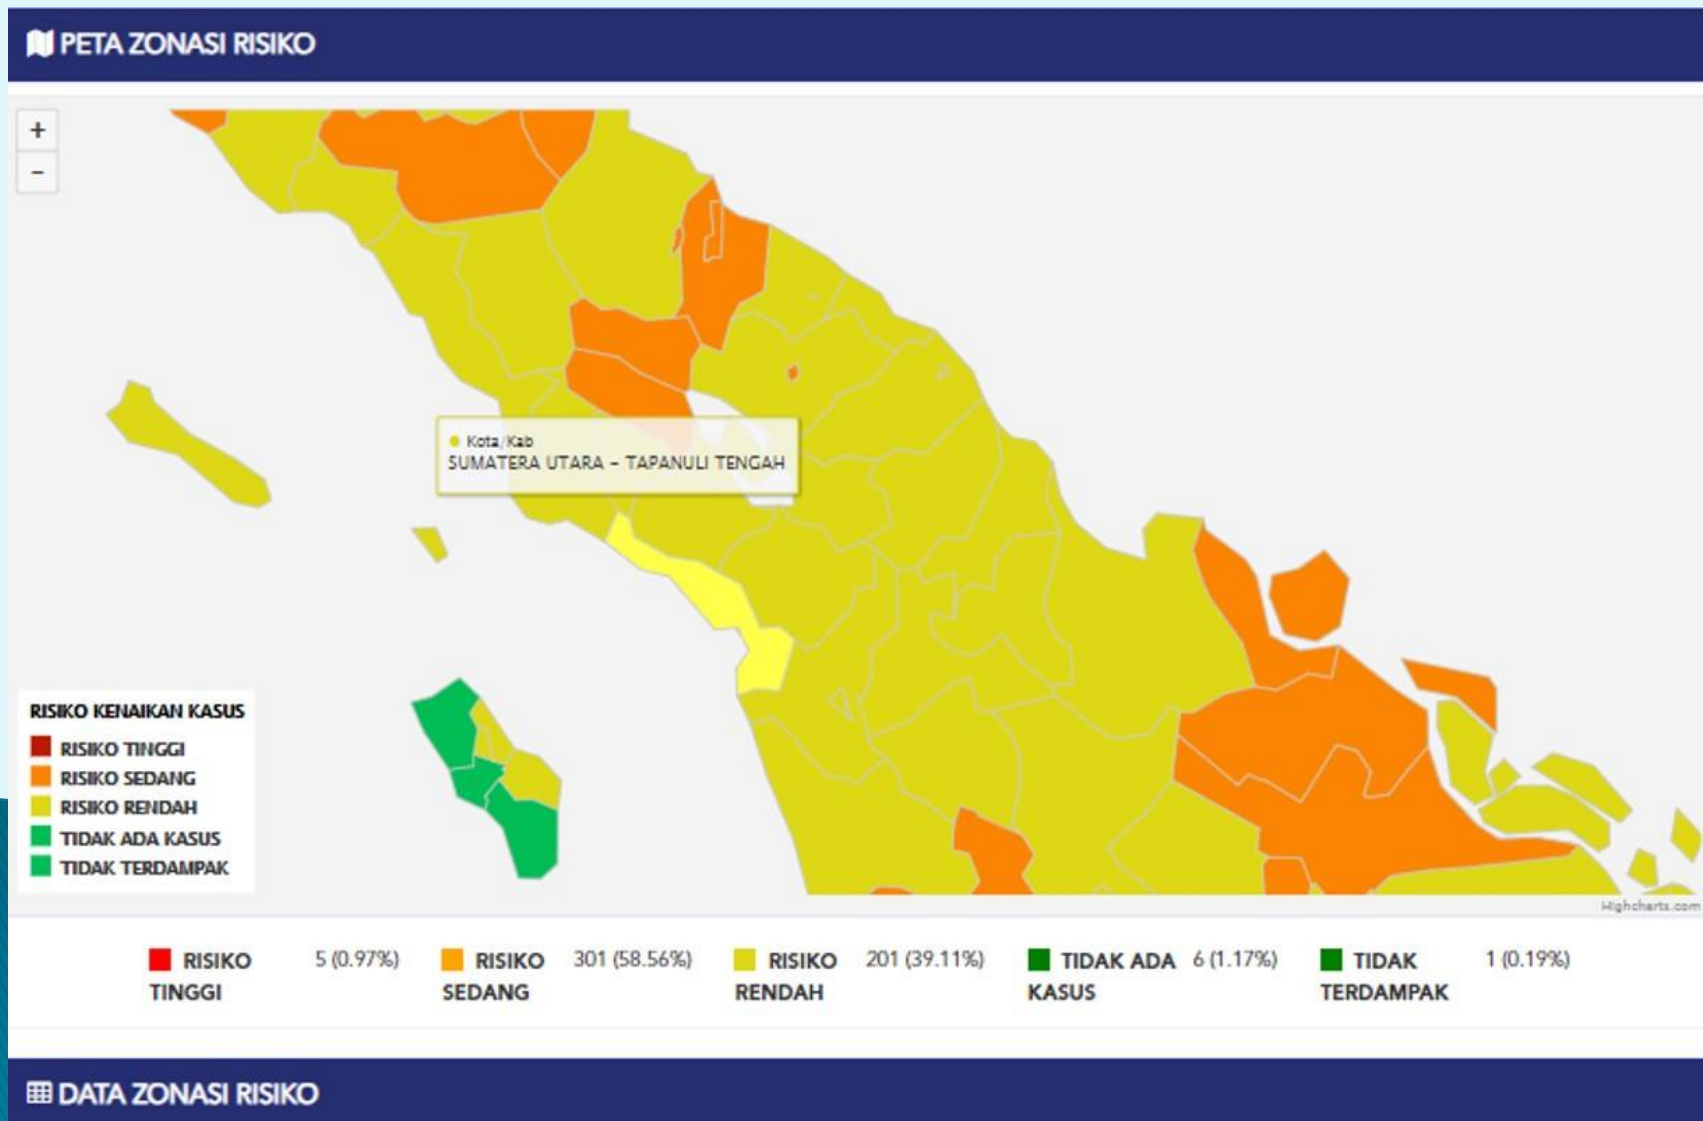 PETA ZONASI RISIKO
+
−
Kota/Kab
SUMATERA UTARA - TAPANULI TENGAH
RISIKO KENAIKAN KASUS
RISIKO TINGGI
RISIKO SEDANG
RISIKO RENDAH
TIDAK ADA KASUS
TIDAK TERDAMPAK
Highcharts.com
RISIKO TINGGI 5 (0.97%)
RISIKO SEDANG 301 (58.56%)
RISIKO RENDAH 201 (39.11%)
TIDAK ADA KASUS 6 (1.17%)
TIDAK TERDAMPAK 1 (0.19%)
DATA ZONASI RISIKO